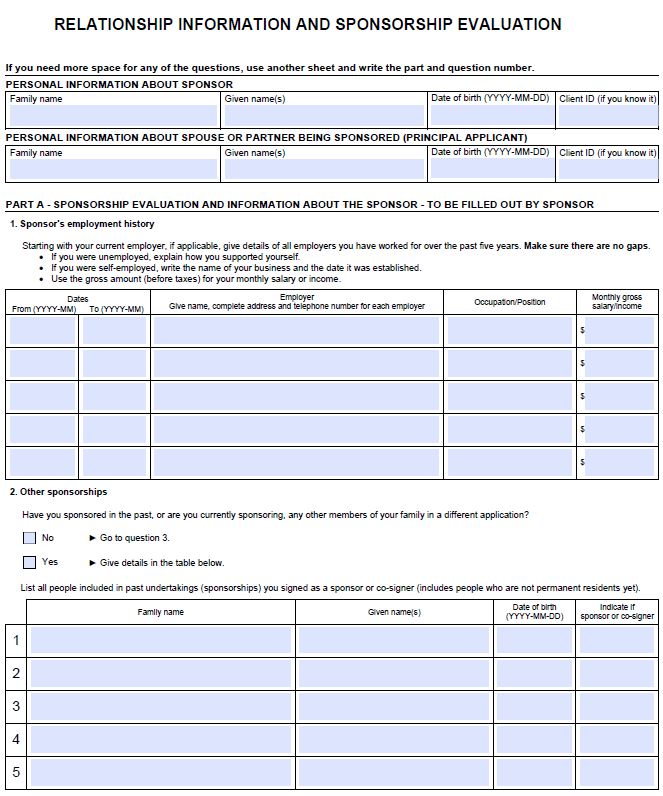 RELATIONSHIP INFORMATION AND SPONSORSHIP EVALUATION
If you need more space for any of the questions, use another sheet and write the part and question number.
PERSONAL INFORMATION ABOUT SPONSOR
Family name Given name(s) Date of birth (YYYY-MM-DD) Client ID (if you know it)
PERSONAL INFORMATION ABOUT SPOUSE OR PARTNER BEING SPONSORED (PRINCIPAL APPLICANT)
Family name Given name(s) Date of birth (YYYY-MM-DD) Client ID (if you know it)
PART A - SPONSORSHIP EVALUATION AND INFORMATION ABOUT THE SPONSOR - TO BE FILLED OUT BY SPONSOR
1. Sponsor's employment history
Starting with your current employer, if applicable, give details of all employers you have worked for over the past five years. Make sure there are no gaps.
• If you were unemployed, explain how you supported yourself.
• If you were self-employed, write the name of your business and the date it was established.
• Use the gross amount (before taxes) for your monthly salary or income.
Dates
From (YYYY-MM) To (YYYY-MM)
Employer
Give name, complete address and telephone number for each employer
Occupation/Position
Monthly gross
salary/income
$
$
$
$
$
2. Other sponsorships
Have you sponsored in the past, or are you currently sponsoring, any other members of your family in a different application?
No ► Go to question 3.
Yes ► Give details in the table below.
List all people included in past undertakings (sponsorships) you signed as a sponsor or co-signer (includes people who are not permanent residents yet).
Family name
Given name(s)
Date of birth
(YYYY-MM-DD)
Indicate if
sponsor or co-signer
1
2
3
4
5